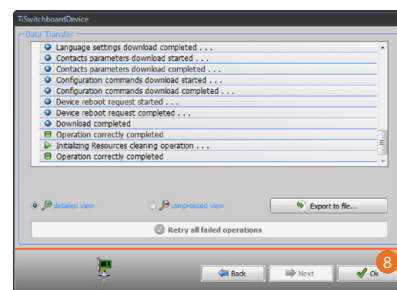 TiSwitchboardDevice
Data Transfer
Language settings download completed . . .
Contacts parameters download started . . .
Contacts parameters download completed . . .
Configuration commands download started . . .
Configuration commands download completed . . .
Device reboot request started . . .
Device reboot request completed . . .
Download completed
Operation correctly completed
Initializing Resources cleaning operation . . .
Operation correctly completed
detailed view
compressed view
Export to file...
Retry all failed operations
Back
Next
Ok
8